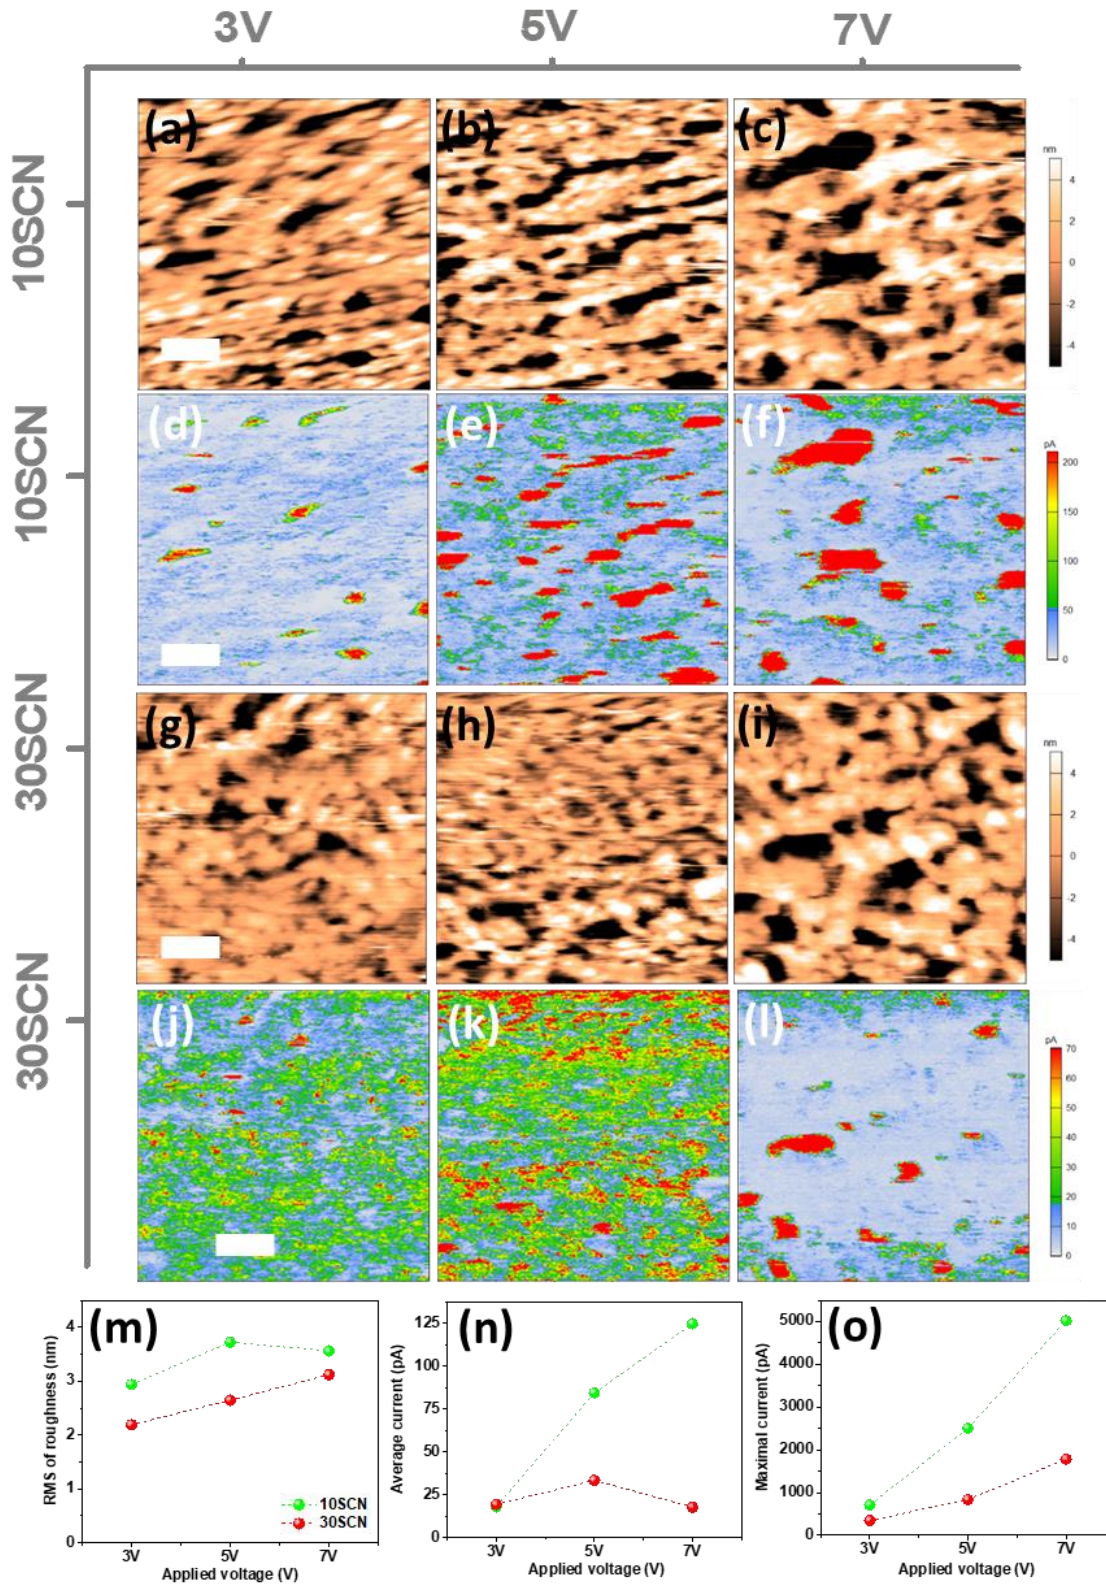 3V 5V 7V
10SCN
(a) (b) (c)
nm
4
2
0
-2
-4
10SCN
(d) (e) (f)
pA
200
150
100
50
0
30SCN
(g) (h) (i)
nm
4
2
0
-2
-4
30SCN
(j) (k) (l)
pA
70
60
50
40
30
20
10
0
(m)
RMS of roughness (nm)
4
3
2
1
0
10SCN
30SCN
3V 5V 7V
Applied voltage (V)
(n)
Average current (pA)
125
100
75
50
25
0
3V 5V 7V
Applied voltage (V)
(o)
Maximal current (pA)
5000
4000
3000
2000
1000
0
3V 5V 7V
Applied voltage (V)